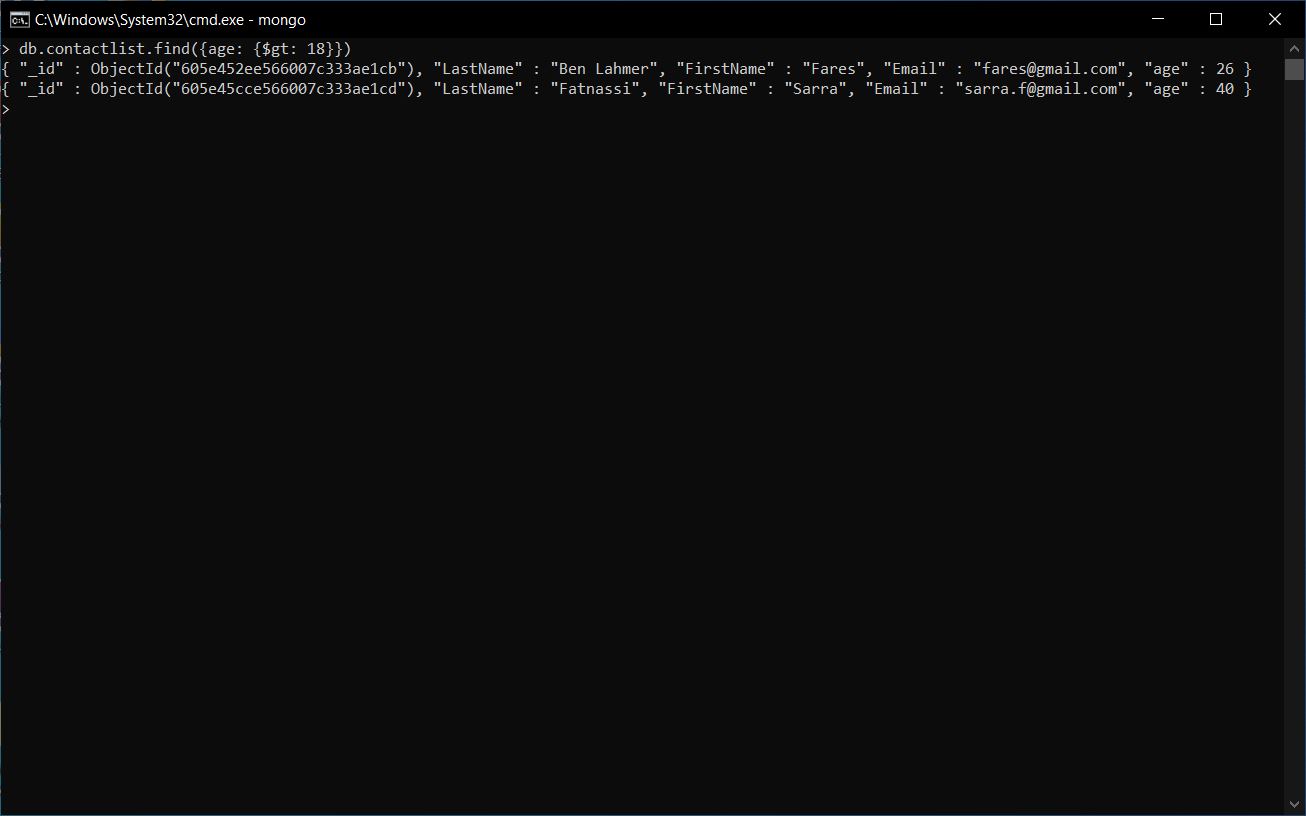 C:\Windows\System32\cmd.exe - mongo
> db.contactlist.find({age: {$gt: 18}})
{ "_id" : ObjectId("605e452ee566007c333ae1cb"), "LastName" : "Ben Lahmer", "FirstName" : "Fares", "Email" : "fares@gmail.com", "age" : 26 }
{ "_id" : ObjectId("605e45cce566007c333ae1cd"), "LastName" : "Fatnassi", "FirstName" : "Sarra", "Email" : "sarra.f@gmail.com", "age" : 40 }
>